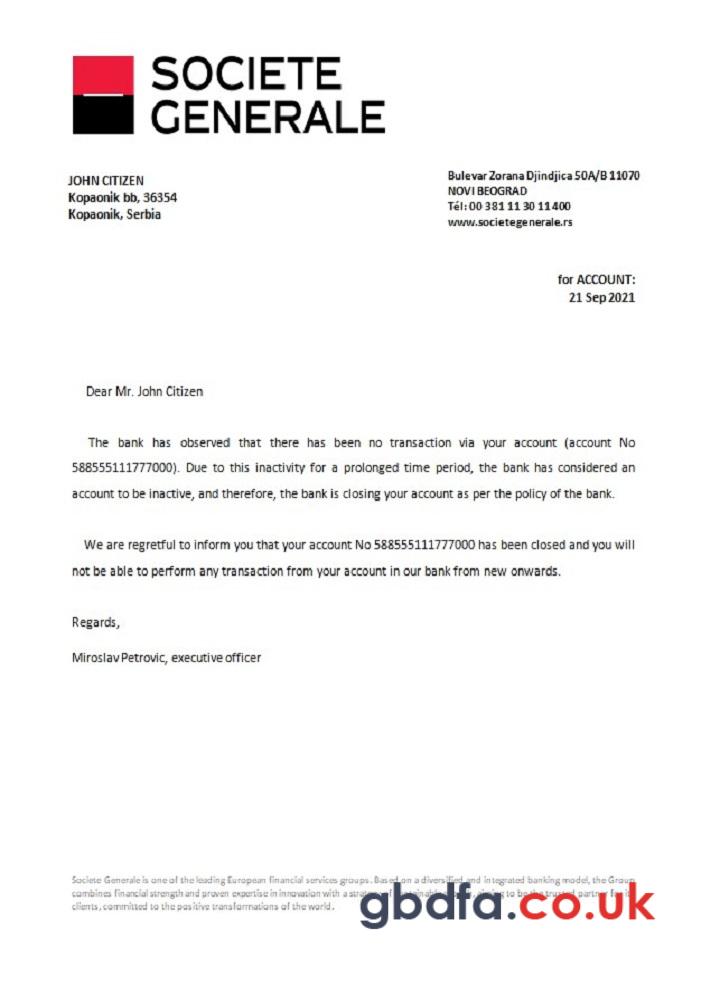 SOCIETE
GENERALE
JOHN CITIZEN
Kopaonik bb, 36354
Kopaonik, Serbia
Bulevar Zorana Djindjica 50A/B 11070
NOVI BEOGRAD
Tél: 00 381 11 30 11 400
www.societegenerale.rs
for ACCOUNT:
21 Sep 2021
Dear Mr. John Citizen
The bank has observed that there has been no transaction via your account (account No
588555111777000). Due to this inactivity for a prolonged time period, the bank has considered an
account to be inactive, and therefore, the bank is closing your account as per the policy of the bank.
We are regretful to inform you that your account No 588555111777000 has been closed and you will
not be able to perform any transaction from your account in our bank from new onwards.
Regards,
Miroslav Petrovic, executive officer
Societe Generale is one of the leading European financial services groups. Based on a diversified and integrated banking model, the Group
combines financial strength and proven expertise in innovation with a strategy of sustainable aiming to be the trusted partner for
clients, committed to the positive transformations of the world.
gbdfa.co.uk